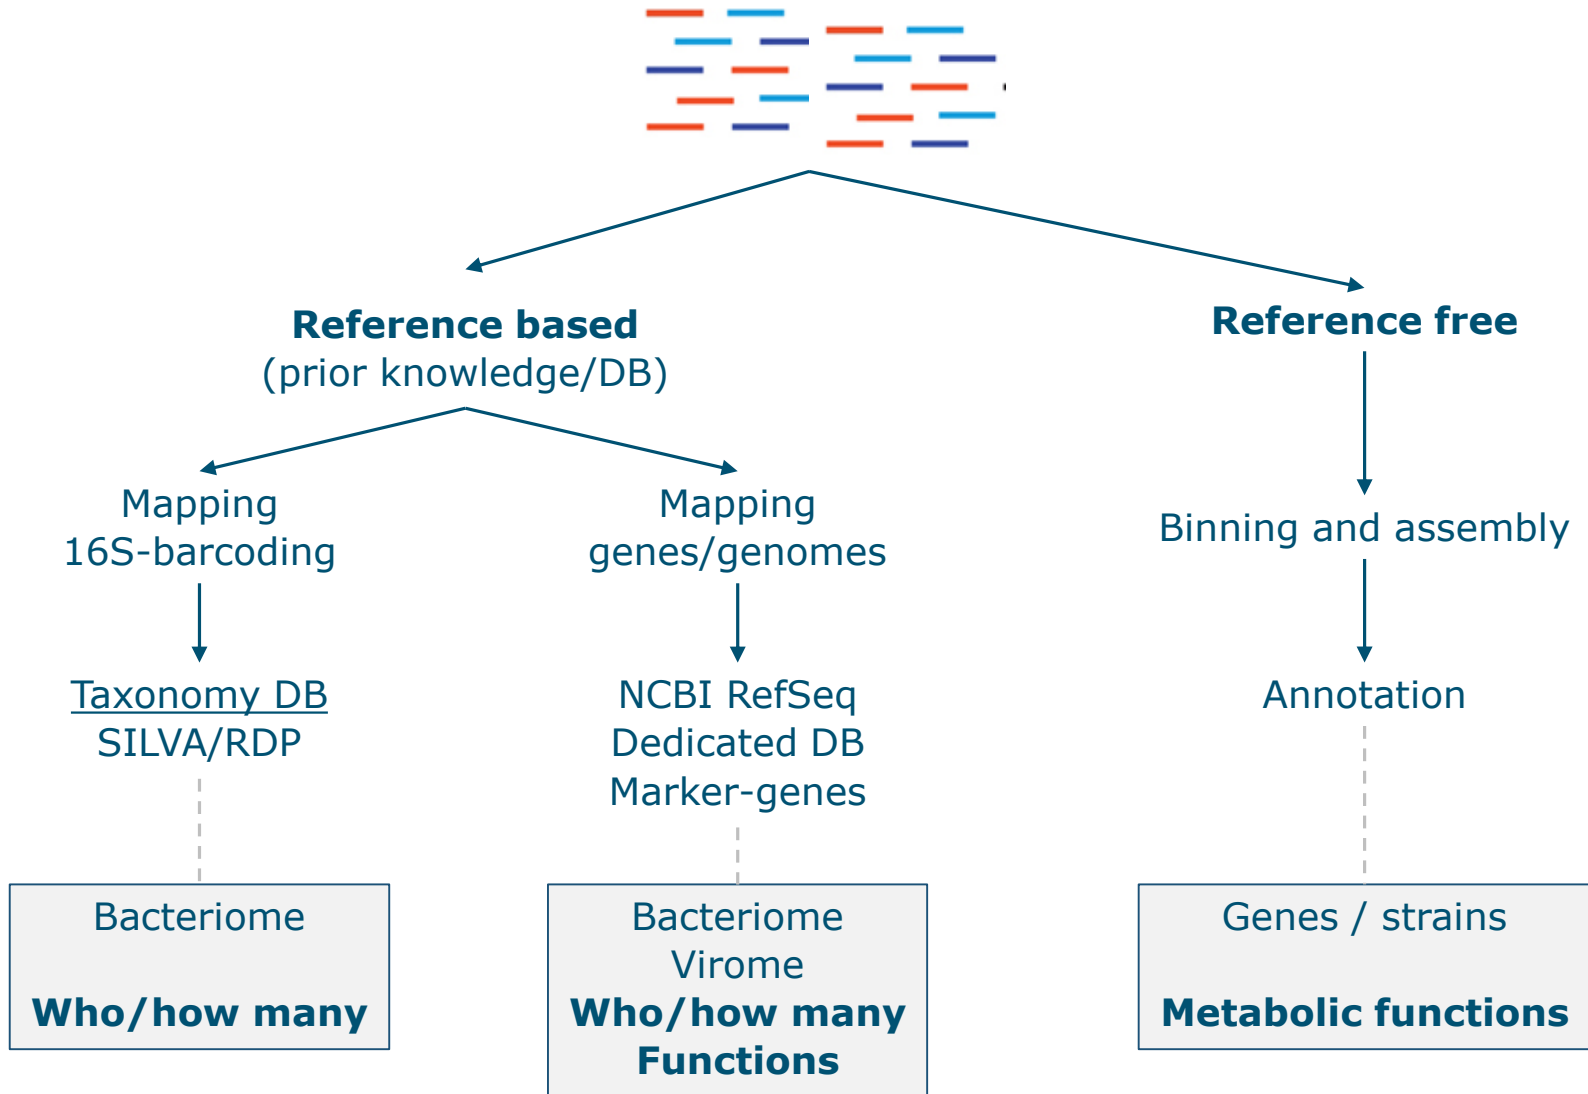 Reference based
(prior knowledge/DB)
Reference free
Mapping
16S-barcoding
Mapping
genes/genomes
Binning and assembly
Taxonomy DB
SILVA/RDP
NCBI RefSeq
Dedicated DB
Marker-genes
Annotation
Bacteriome
Who/how many
Bacteriome
Virome
Who/how many
Functions
Genes / strains
Metabolic functions